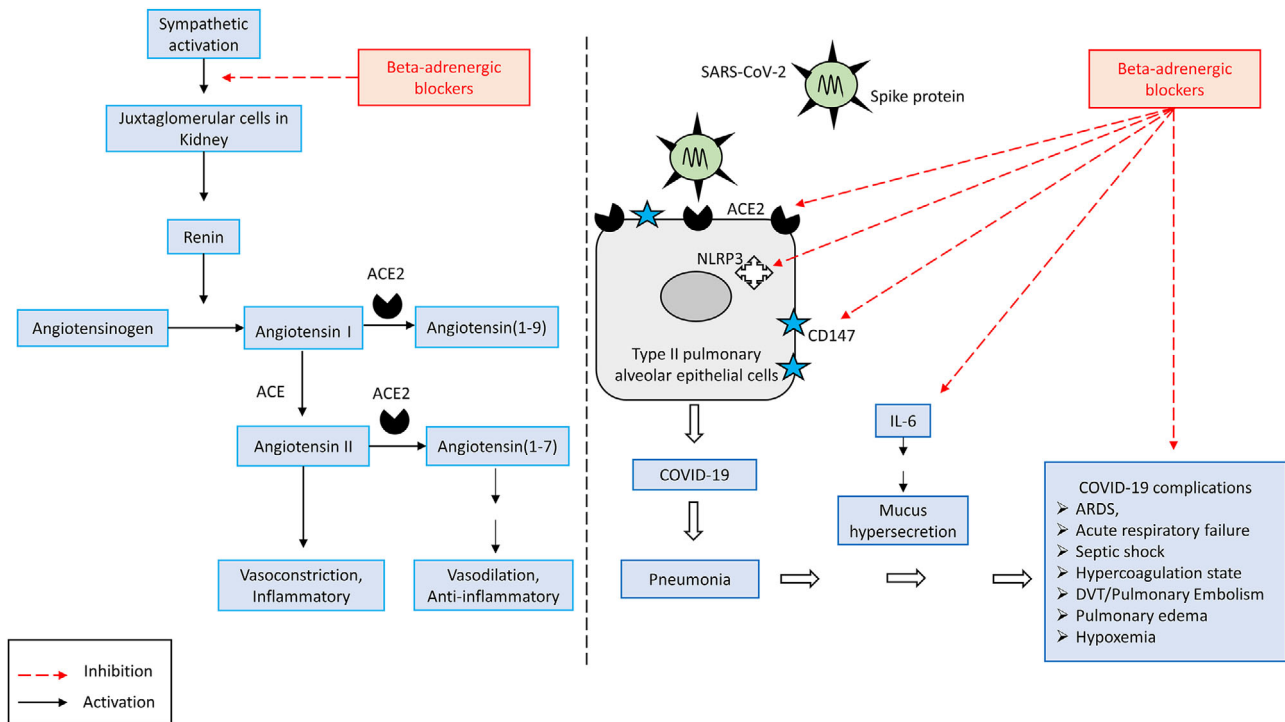 Sympathetic
activation
Beta-adrenergic
blockers
Juxtaglomerular cells in
Kidney
Renin
ACE2
Angiotensinogen
Angiotensin I
Angiotensin(1-9)
ACE
ACE2
Angiotensin II
Angiotensin(1-7)
Vasoconstriction,
Inflammatory
Vasodilation,
Anti-inflammatory
Inhibition
Activation
SARS-CoV-2
Spike protein
Beta-adrenergic
blockers
ACE2
NLRP3
CD147
Type II pulmonary
alveolar epithelial cells
COVID-19
Pneumonia
IL-6
Mucus
hypersecretion
COVID-19 complications
➢ ARDS,
➢ Acute respiratory failure
➢ Septic shock
➢ Hypercoagulation state
➢ DVT/Pulmonary Embolism
➢ Pulmonary edema
➢ Hypoxemia